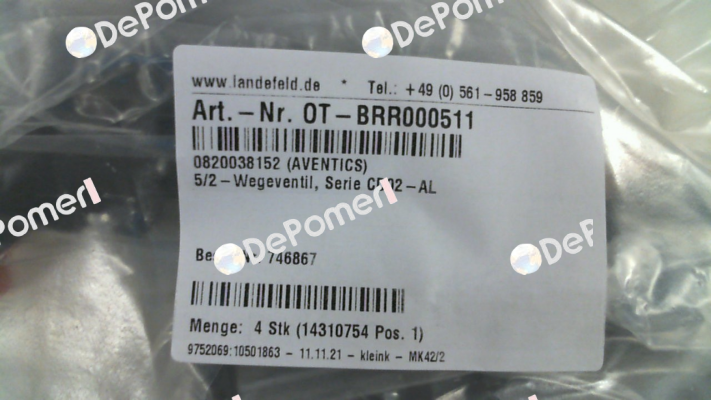 www.landefeld.de * Tel.: +49 (0) 561-958 859
Art.-Nr. OT-BRR000511
0820038152 (AVENTICS)
5/2-Wegeventil, Serie CD02-AL
746867
Menge: 4 Stk (14310754 Pos. 1)
9752069:10501863 - 11.11.21 - kleink - MK42/2
DePomerl
DePomerl
DePomerl
DePomerl
DePomerl
DeP